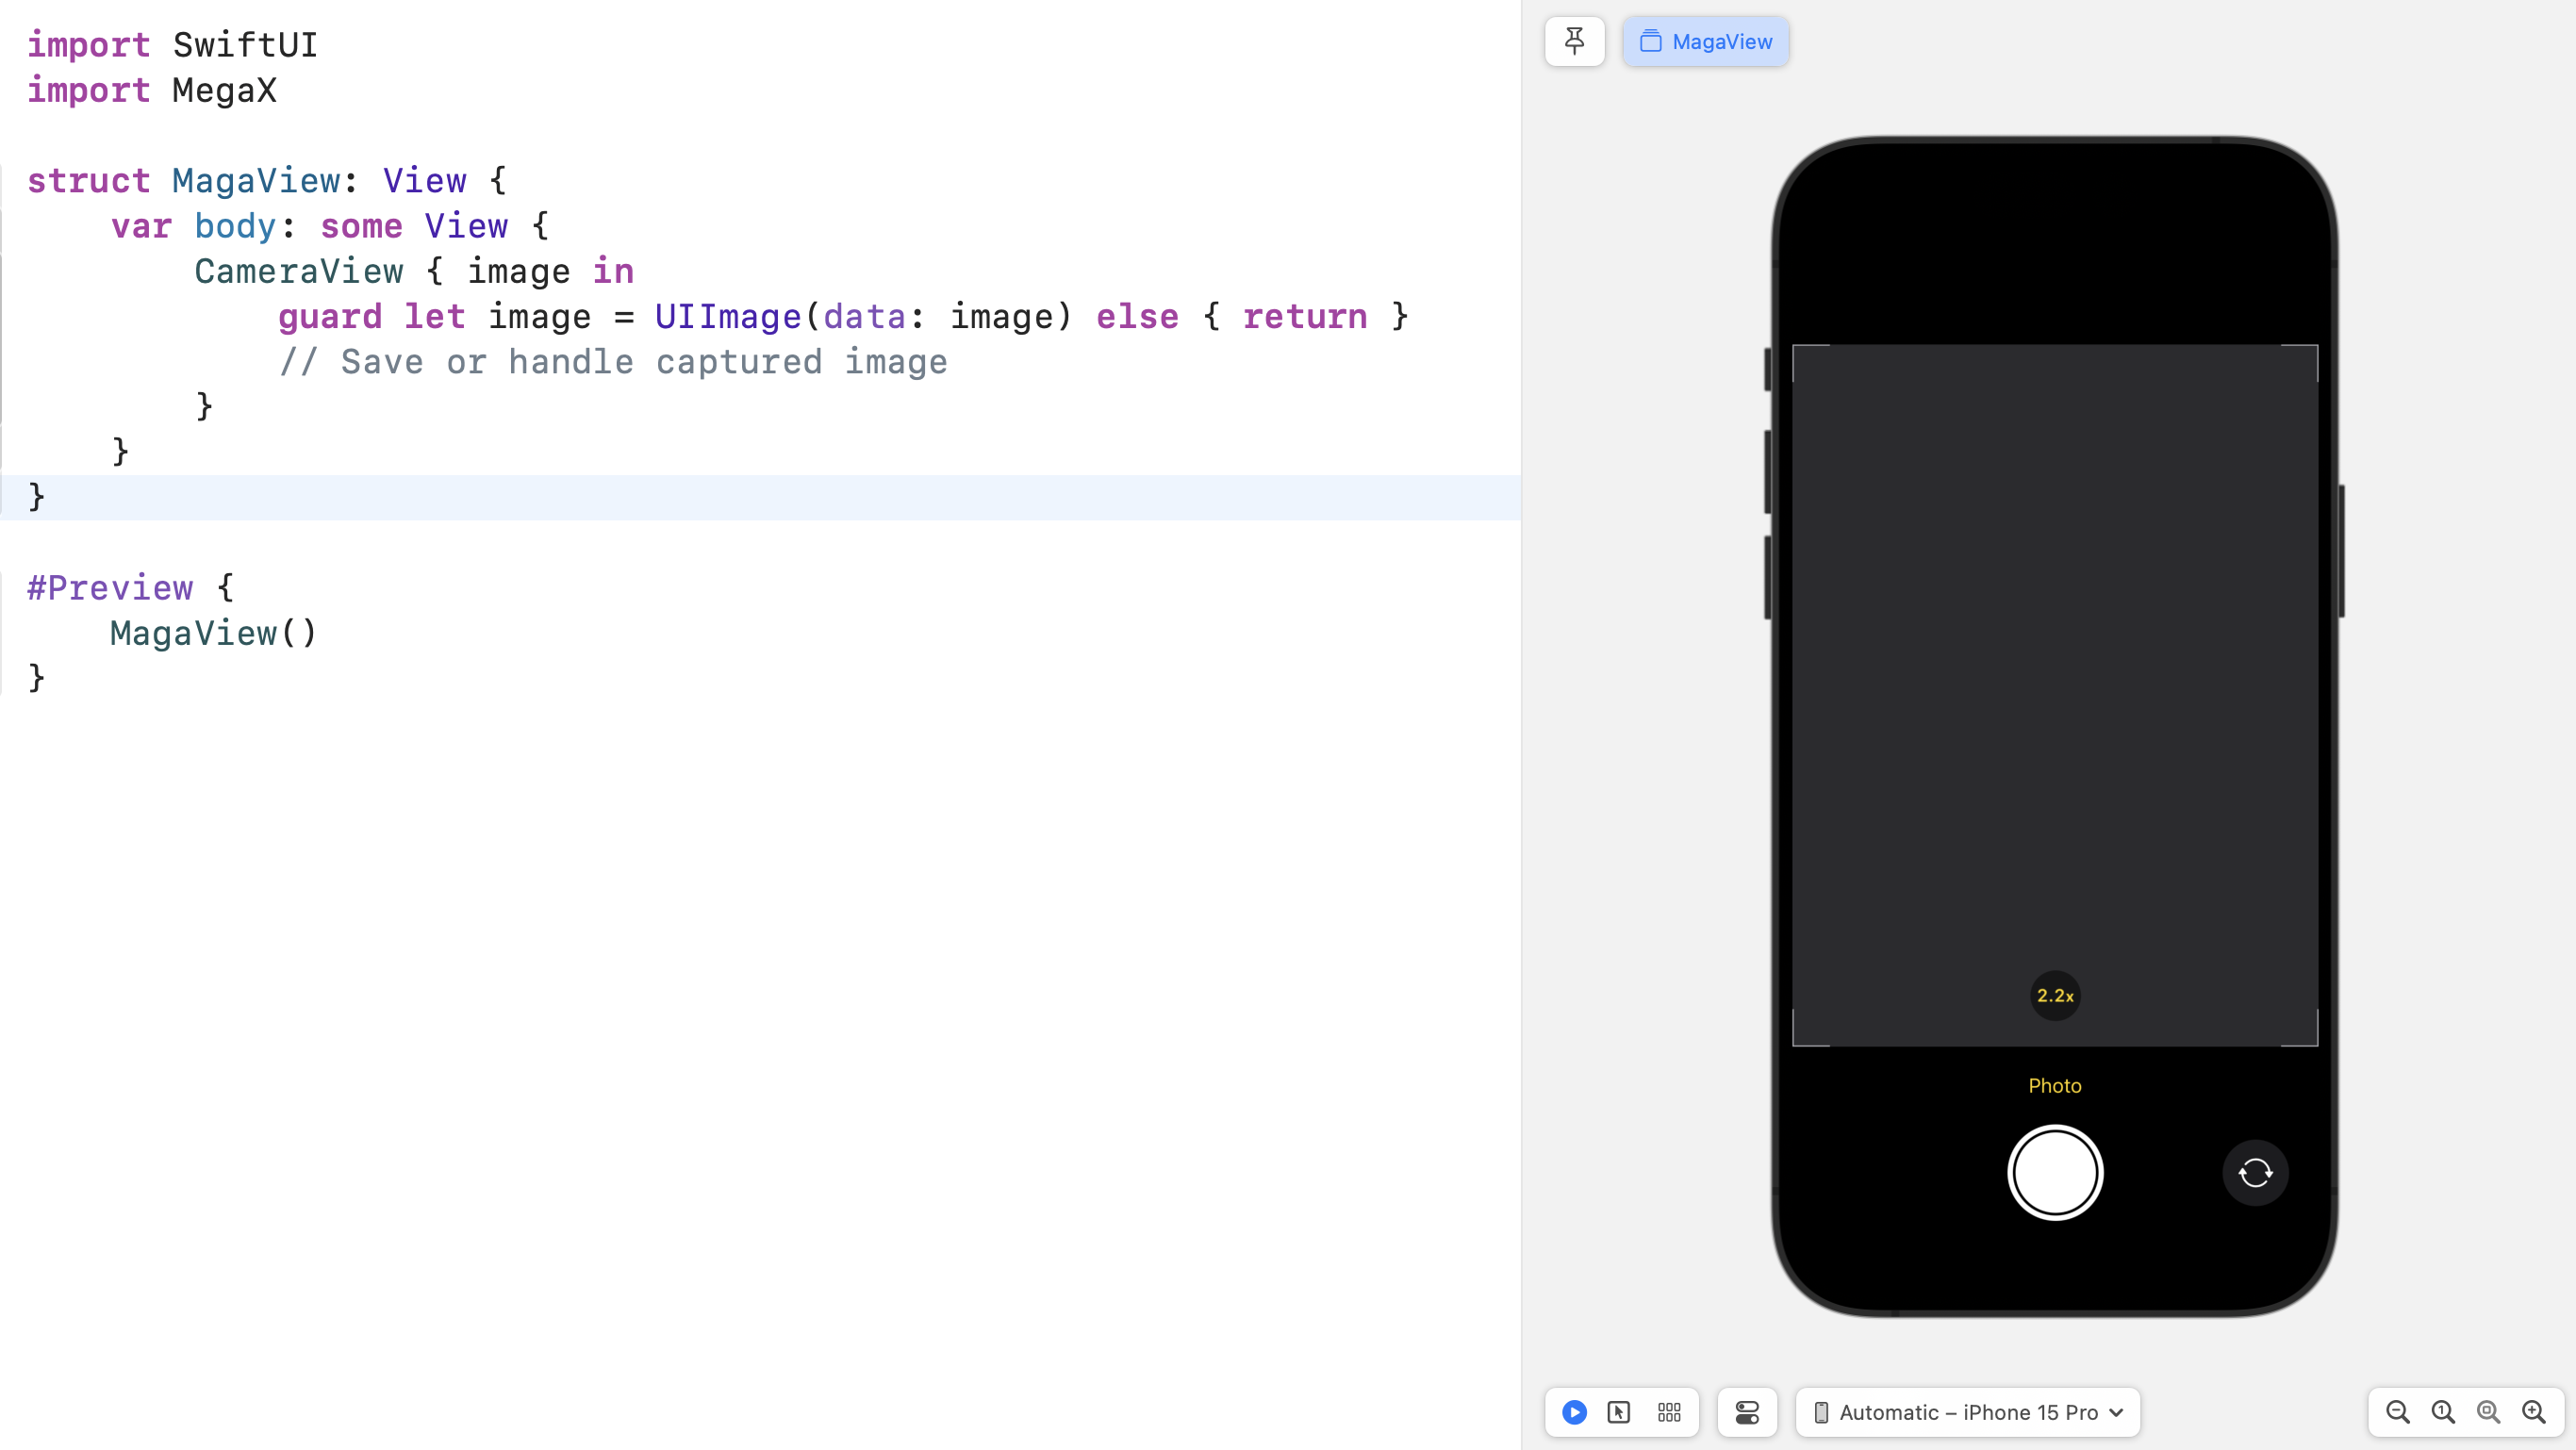 import SwiftUI
import MegaX
struct MagaView: View {
var body: some View {
CameraView { image in
guard let image = UIImage(data: image) else { return }
// Save or handle captured image
}
}
}
#Preview {
MagaView()
}
MagaView
2.2x
Photo
Automatic – iPhone 15 Pro